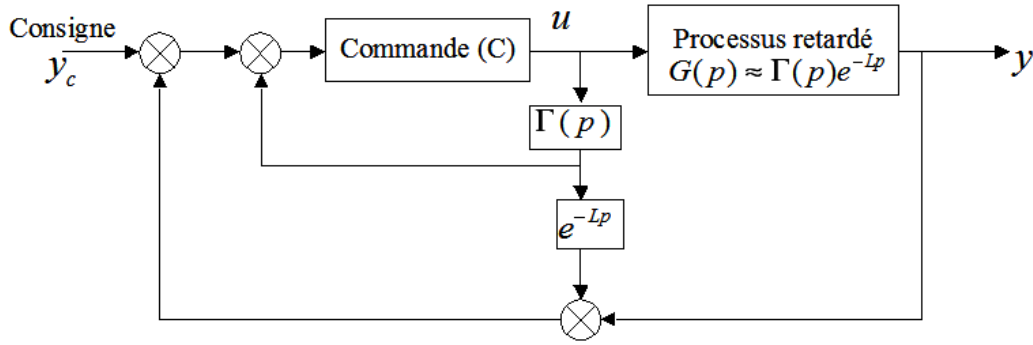 Consigne
y_c
Commande (C)
u
Processus retardé
G(p) ≈ Γ(p)e^{-Lp}
y
Γ(p)
e^{-Lp}